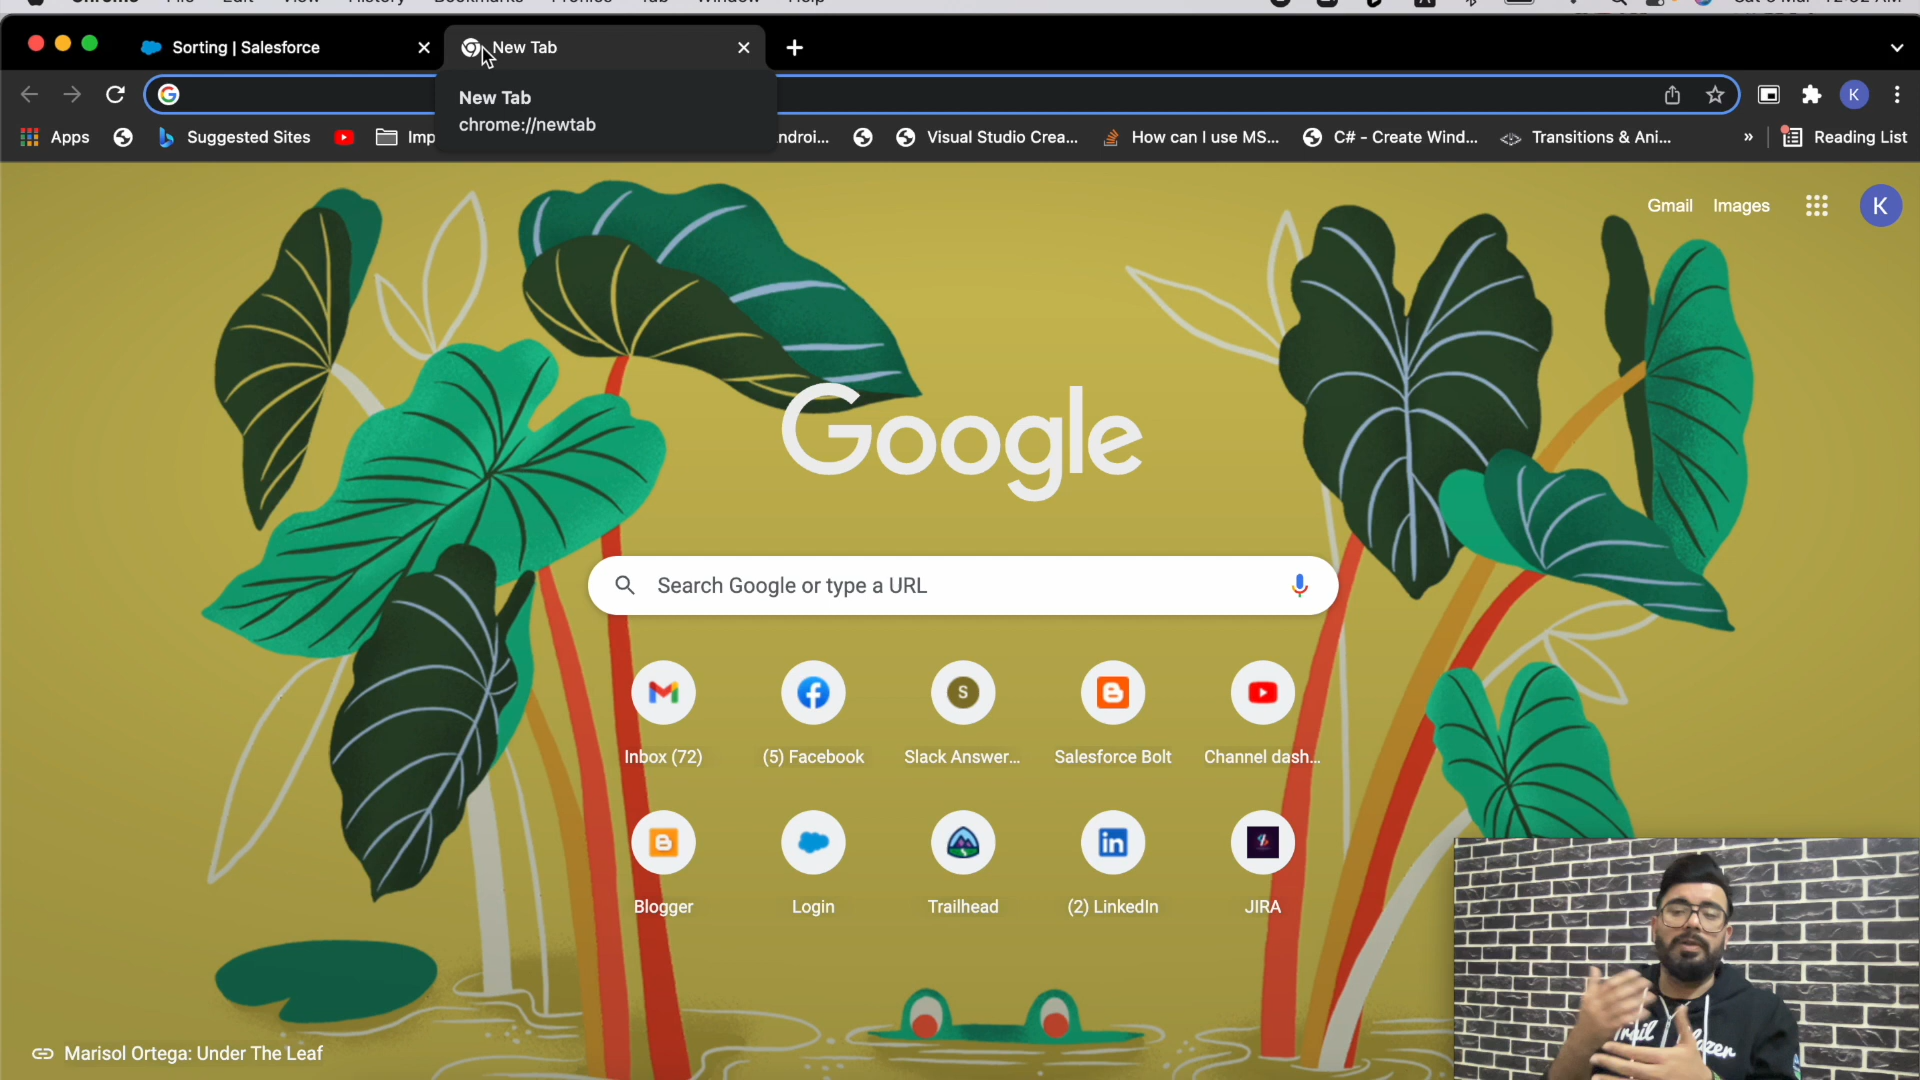 Sorting | Salesforce
New Tab
New Tab
chrome://newtab
Apps
Suggested Sites
Imp
ndroi...
Visual Studio Crea...
How can I use MS...
C# - Create Wind...
Transitions & Ani...
»
Reading List
K
Gmail
Images
K
Google
Search Google or type a URL
Inbox (72)
(5) Facebook
S
Slack Answer...
Salesforce Bolt
Channel dash...
Blogger
Login
Trailhead
(2) LinkedIn
JIRA
Marisol Ortega: Under The Leaf